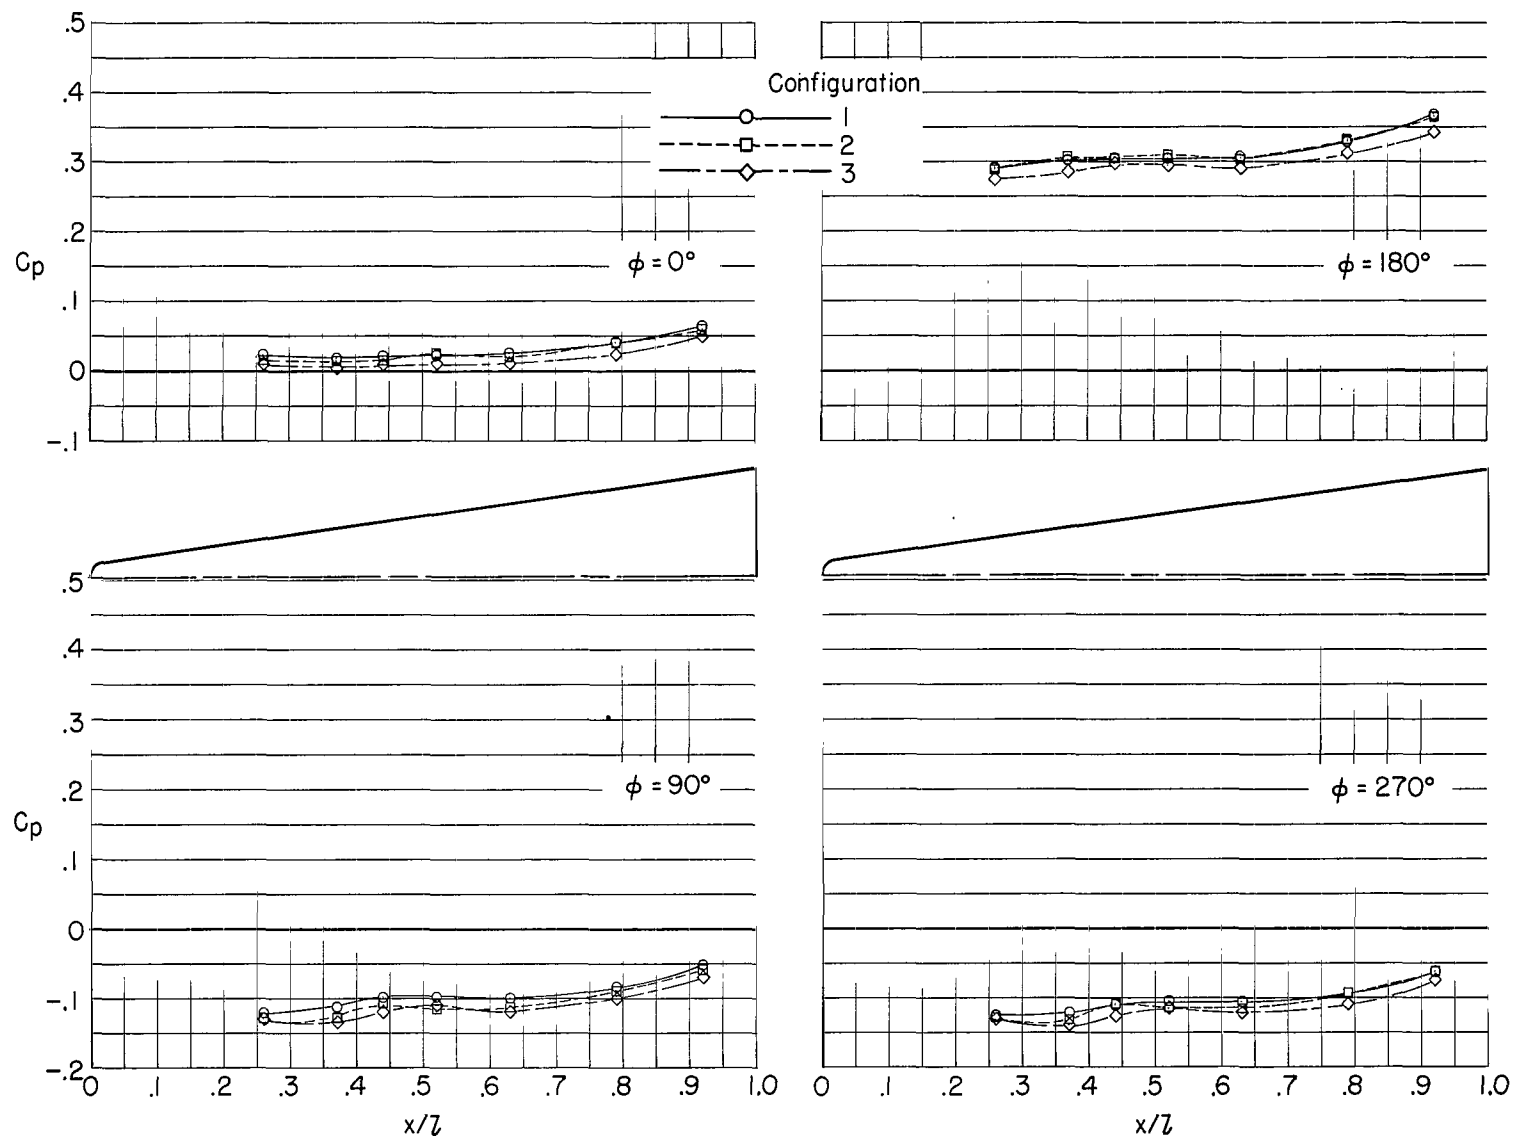 .5
.4
.3
.2
.1
0
-.1
Cp
Configuration
1
2
3
ϕ = 0°
ϕ = 180°
.5
.4
.3
.2
.1
0
-.1
-.2
Cp
ϕ = 90°
ϕ = 270°
0 .1 .2 .3 .4 .5 .6 .7 .8 .9 1.0
0 .1 .2 .3 .4 .5 .6 .7 .8 .9 1.0
x/l
x/l